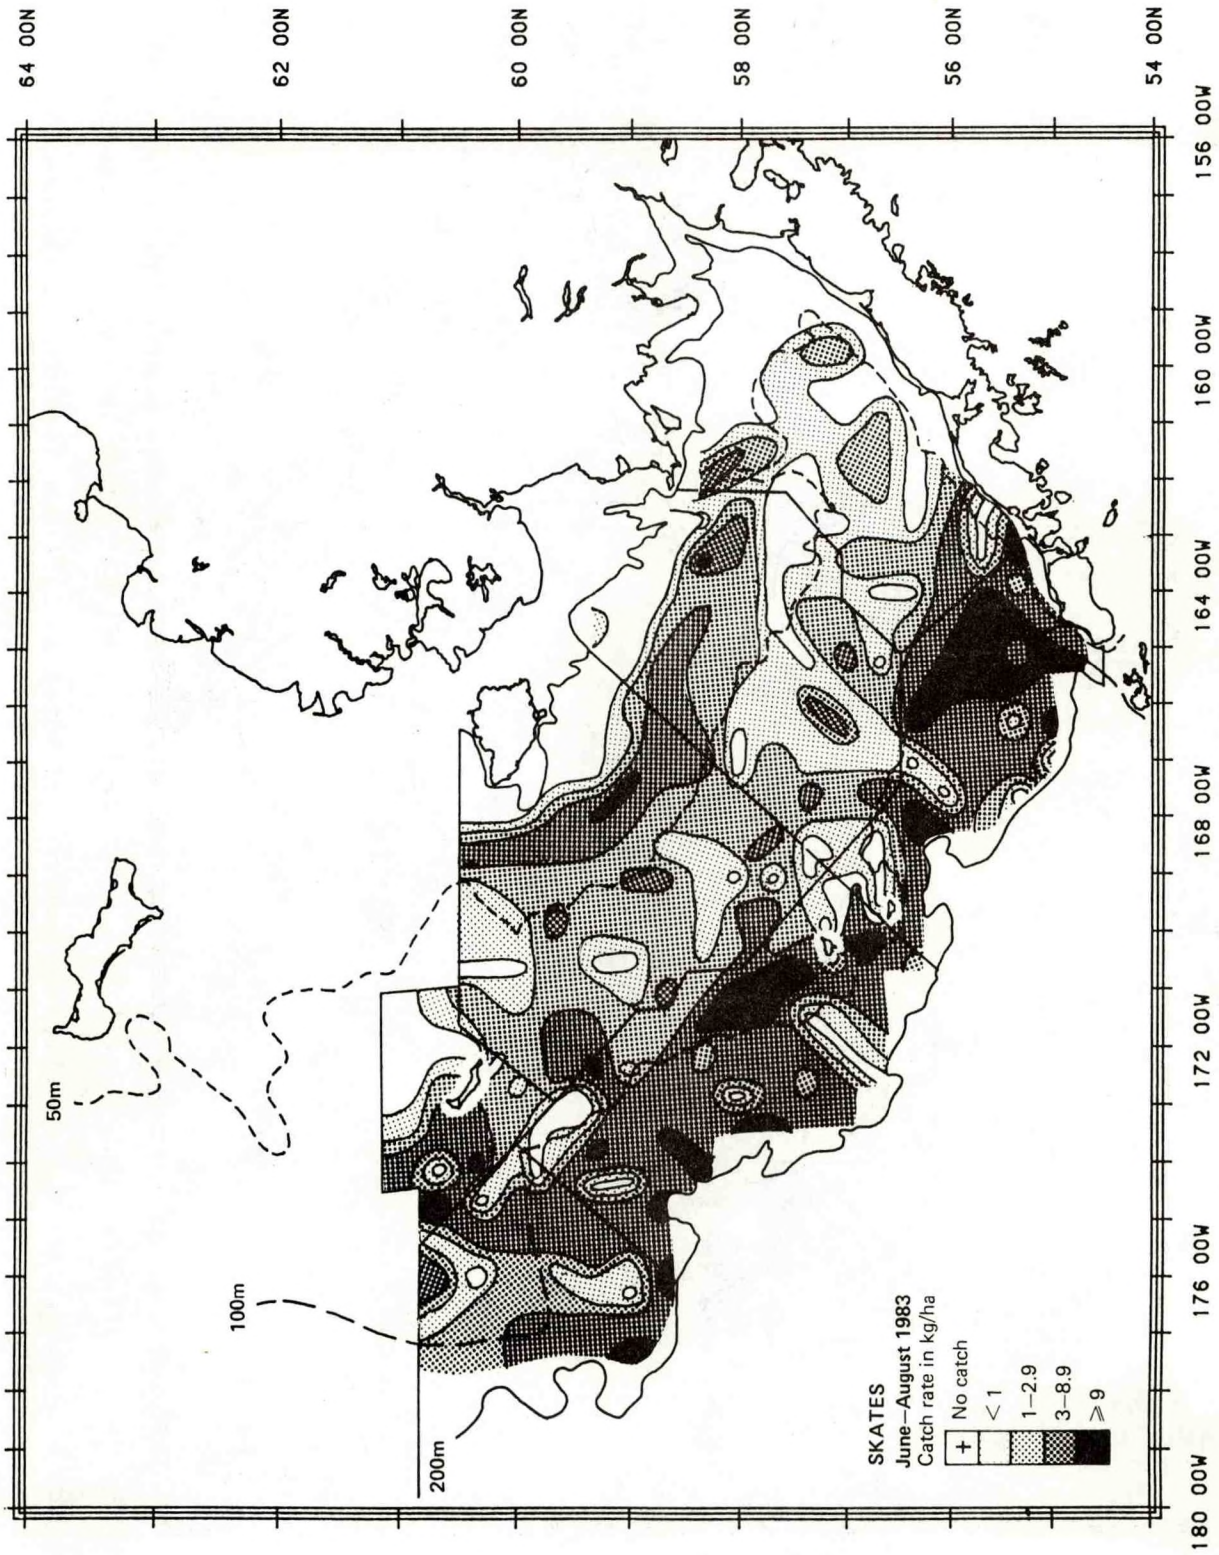 SKATES
June–August 1983
Catch rate in kg/ha
+ No catch
< 1
1–2.9
3–8.9
⩾ 9
50m
100m
200m
64 00N
62 00N
60 00N
58 00N
56 00N
54 00N
180 00W
176 00W
172 00W
168 00W
164 00W
160 00W
156 00W